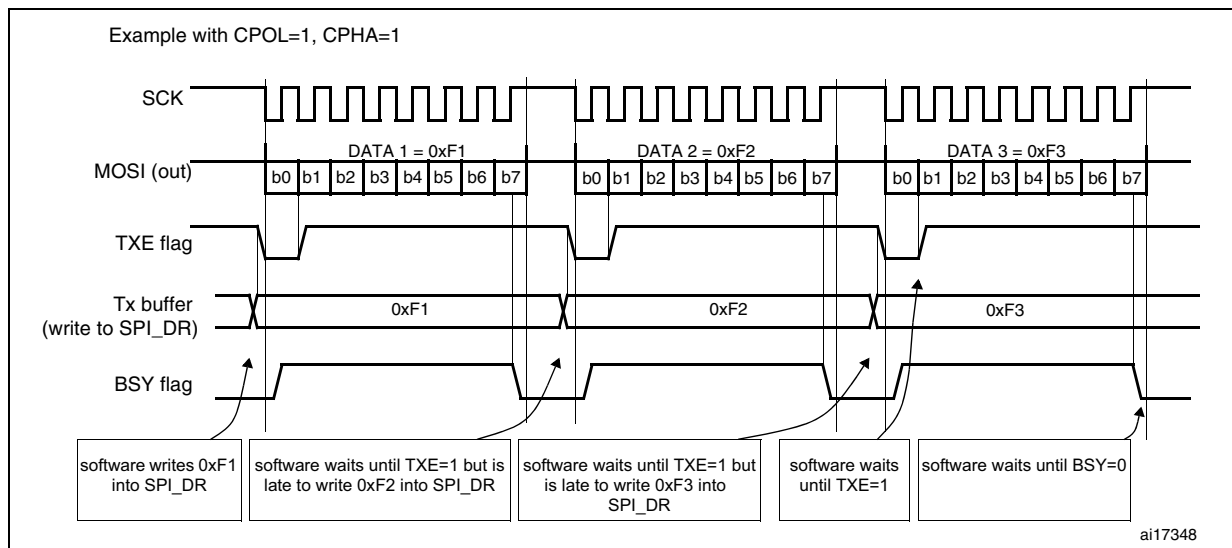 Example with CPOL=1, CPHA=1
SCK
DATA 1 = 0xF1
DATA 2 = 0xF2
DATA 3 = 0xF3
MOSI (out)
b0 b1 b2 b3 b4 b5 b6 b7
b0 b1 b2 b3 b4 b5 b6 b7
b0 b1 b2 b3 b4 b5 b6 b7
TXE flag
Tx buffer
(write to SPI_DR)
0xF1
0xF2
0xF3
BSY flag
software writes 0xF1
into SPI_DR
software waits until TXE=1 but is
late to write 0xF2 into SPI_DR
software waits until TXE=1 but
is late to write 0xF3 into
SPI_DR
software waits
until TXE=1
software waits until BSY=0
ai17348